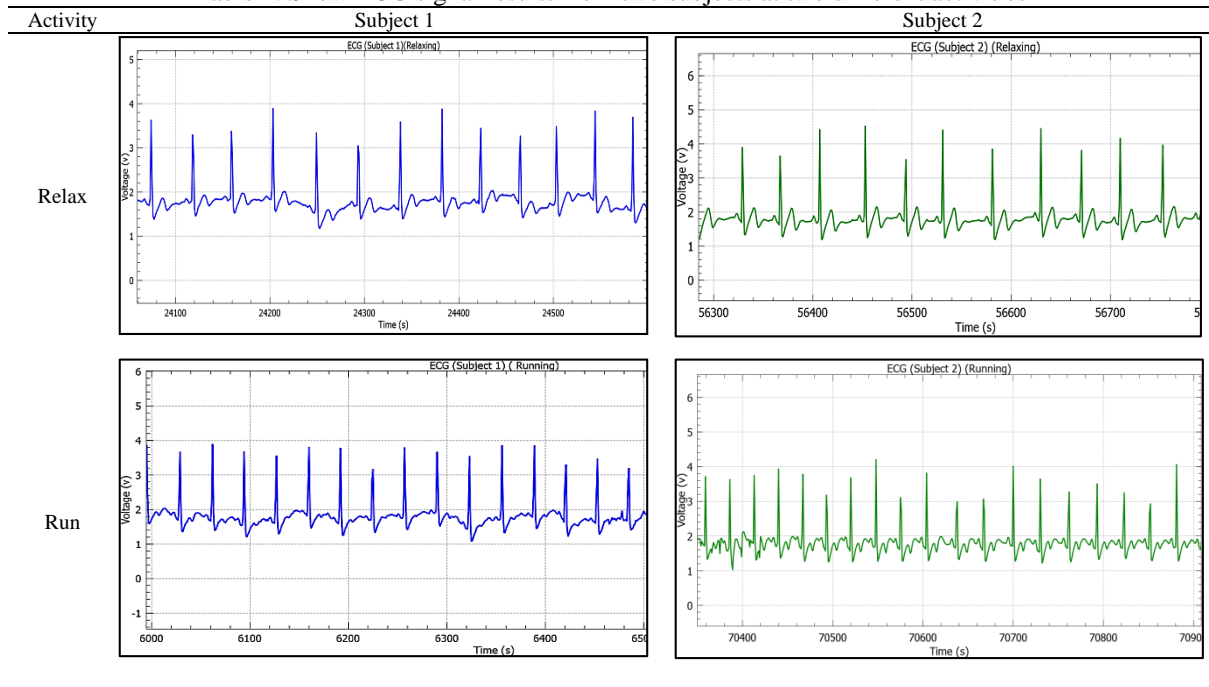 Activity Subject 1 Subject 2
Relax
ECG (Subject 1)(Relaxing)
5
4
3
2
1
0
Voltage (v)
24100 24200 24300 24400 24500
Time (s)
ECG (Subject 2) (Relaxing)
6
5
4
3
2
1
0
Voltage (v)
56300 56400 56500 56600 56700 5
Time (s)
Run
ECG (Subject 1) ( Running)
6
5
4
3
2
1
0
-1
Voltage (v)
6000 6100 6200 6300 6400 650
Time (s)
ECG (Subject 2) (Running)
6
5
4
3
2
1
0
Voltage (v)
70400 70500 70600 70700 70800 7090
Time (s)